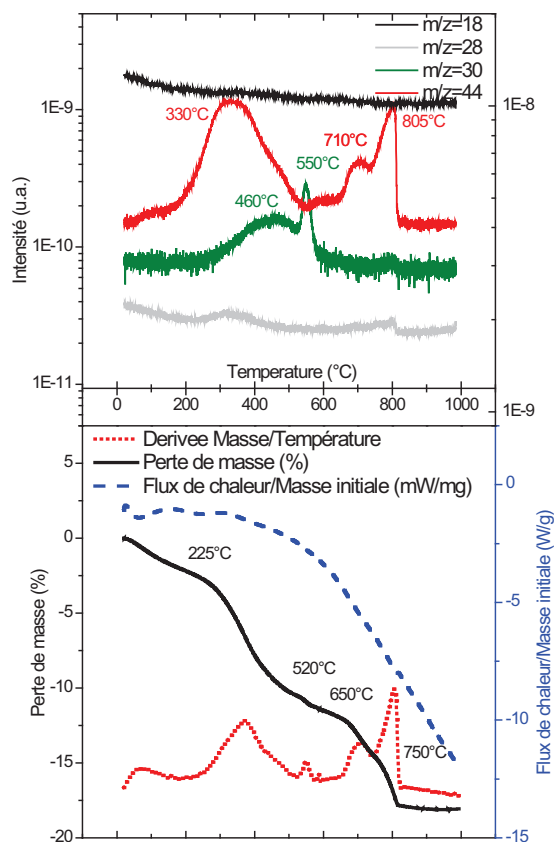 m/z=18
m/z=28
m/z=30
m/z=44
1E-9
1E-10
1E-11
1E-8
1E-9
Intensité (u.a.)
330°C
460°C
550°C
710°C
805°C
Temperature (°C)
0 200 400 600 800 1000
Derivee Masse/Température
Perte de masse (%)
Flux de chaleur/Masse initiale (mW/mg)
225°C
520°C
650°C
750°C
5
0
-5
-10
-15
-20
Perte de masse (%)
0
-5
-10
-15
Flux de chaleur/Masse initiale (W/g)